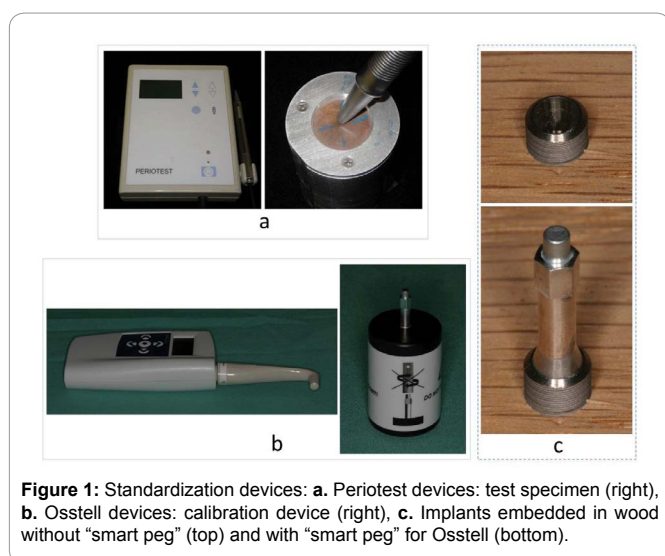 PERIOTEST
a
b
c
Figure 1: Standardization devices: a. Periotest devices: test specimen (right),
b. Osstell devices: calibration device (right), c. Implants embedded in wood
without “smart peg” (top) and with “smart peg” for Osstell (bottom).